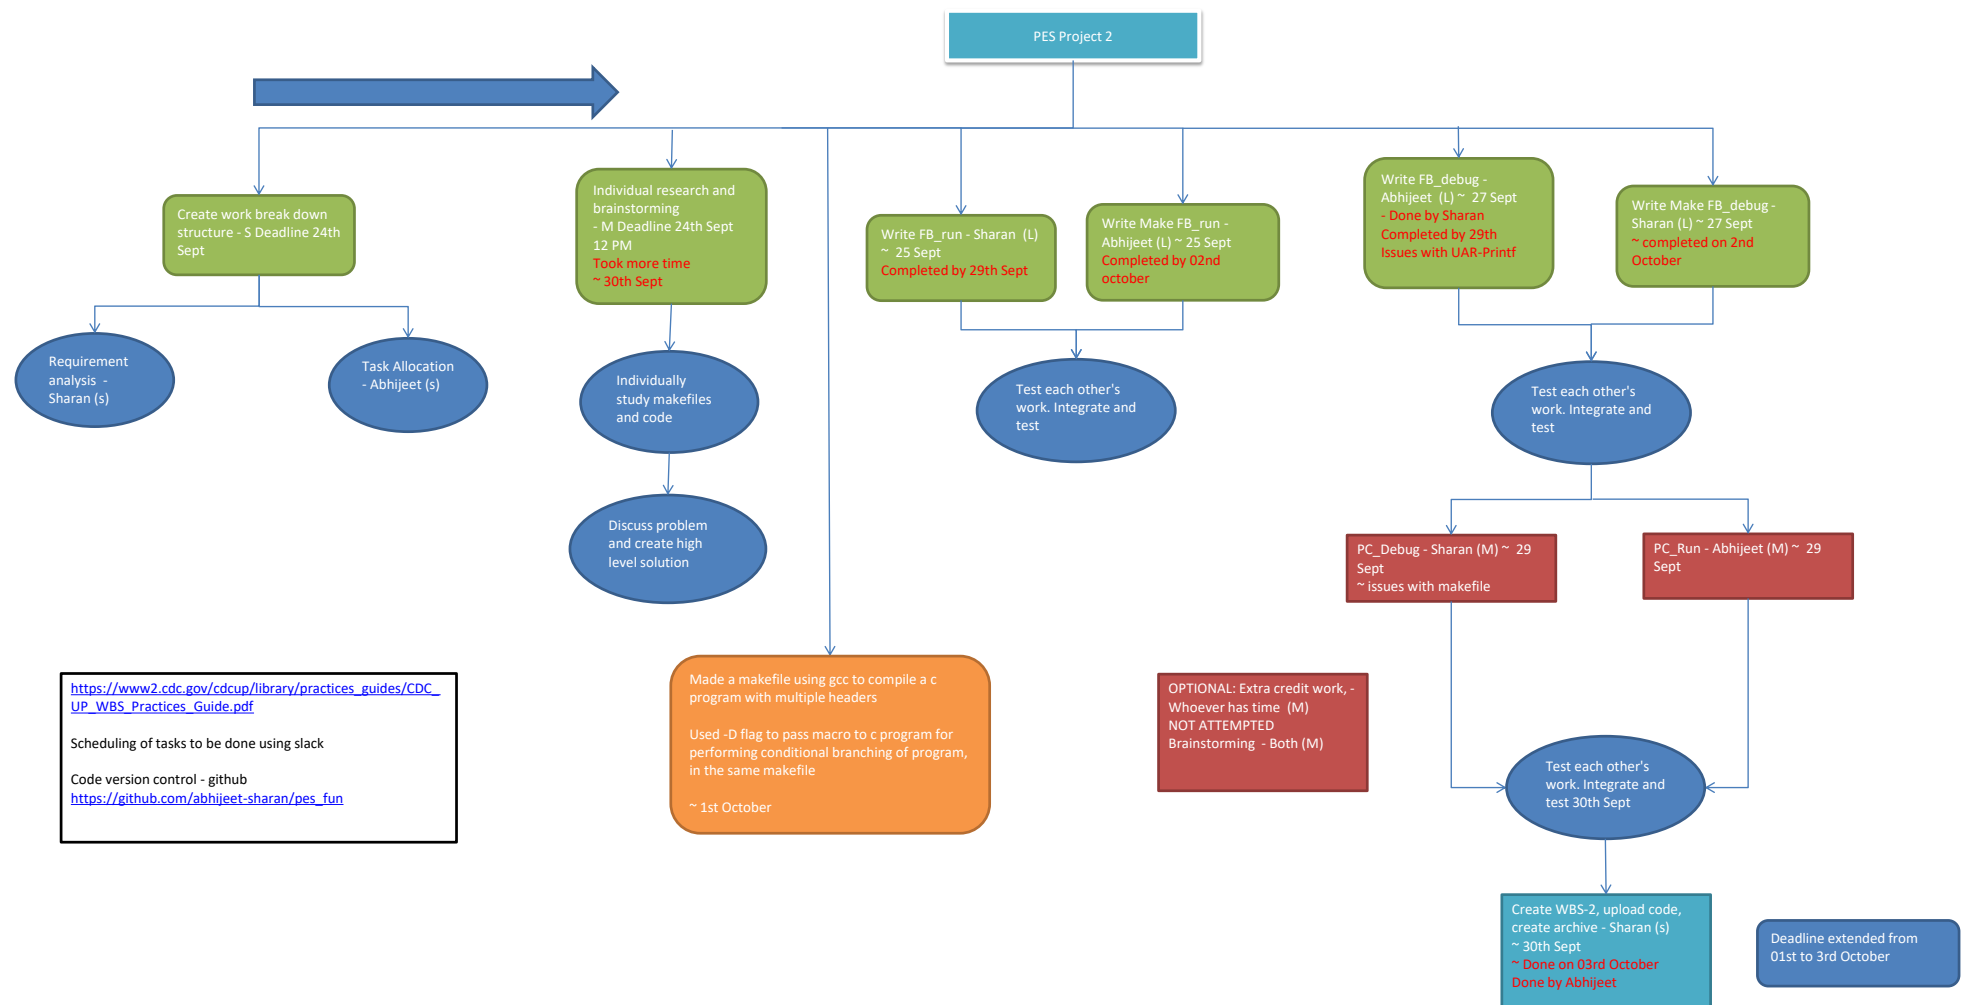 PES Project 2
Create work break down
structure - S Deadline 24th
Sept
Requirement
analysis  -
Sharan (s)
Task Allocation
- Abhijeet (s)
Individual research and
brainstorming
- M Deadline 24th Sept
12 PM
Took more time
~ 30th Sept
Individually
study makefiles
and code
Discuss problem
and create high
level solution
Made a makefile using gcc to compile a c
program with multiple headers
Used -D flag to pass macro to c program for
performing conditional branching of program,
in the same makefile
~ 1st October
Write FB_run - Sharan  (L)
~  25 Sept
Completed by 29th Sept
Write Make FB_run -
Abhijeet (L) ~ 25 Sept
Completed by 02nd
october
Test each other's
work. Integrate and
test
Write FB_debug -
Abhijeet  (L) ~  27 Sept
- Done by Sharan
Completed by 29th
Issues with UAR-Printf
Write Make FB_debug -
Sharan (L) ~ 27 Sept
~ completed on 2nd
October
Test each other's
work. Integrate and
test
PC_Debug - Sharan (M) ~  29
Sept
~ issues with makefile
PC_Run - Abhijeet (M) ~  29
Sept
OPTIONAL: Extra credit work, -
Whoever has time  (M)
NOT ATTEMPTED
Brainstorming  - Both (M)
Test each other's
work. Integrate and
test 30th Sept
Create WBS-2, upload code,
create archive - Sharan (s)
~ 30th Sept
~ Done on 03rd October
Done by Abhijeet
Deadline extended from
01st to 3rd October
https://www2.cdc.gov/cdcup/library/practices_guides/CDC_
UP_WBS_Practices_Guide.pdf
Scheduling of tasks to be done using slack
Code version control - github
https://github.com/abhijeet-sharan/pes_fun